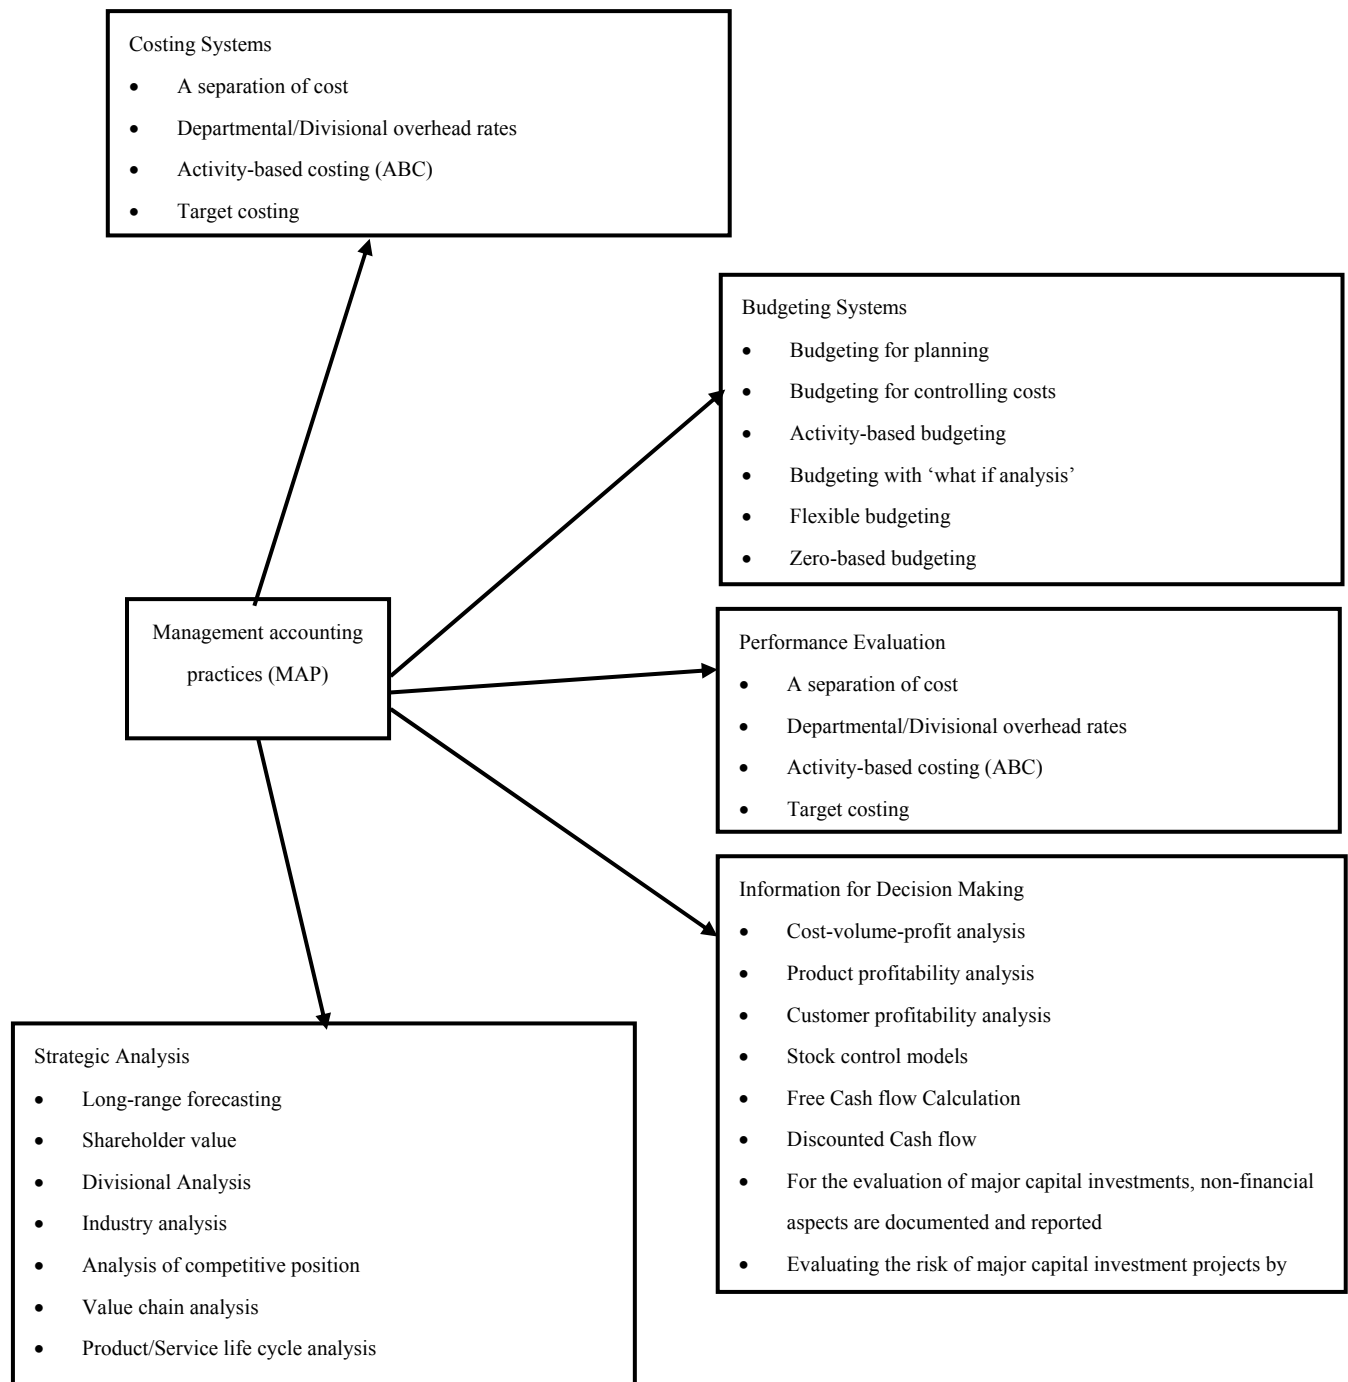 Costing Systems
• A separation of cost
• Departmental/Divisional overhead rates
• Activity-based costing (ABC)
• Target costing
Budgeting Systems
• Budgeting for planning
• Budgeting for controlling costs
• Activity-based budgeting
• Budgeting with ‘what if analysis’
• Flexible budgeting
• Zero-based budgeting
Management accounting
practices (MAP)
Performance Evaluation
• A separation of cost
• Departmental/Divisional overhead rates
• Activity-based costing (ABC)
• Target costing
Information for Decision Making
• Cost-volume-profit analysis
• Product profitability analysis
• Customer profitability analysis
• Stock control models
• Free Cash flow Calculation
• Discounted Cash flow
• For the evaluation of major capital investments, non-financial
aspects are documented and reported
• Evaluating the risk of major capital investment projects by
Strategic Analysis
• Long-range forecasting
• Shareholder value
• Divisional Analysis
• Industry analysis
• Analysis of competitive position
• Value chain analysis
• Product/Service life cycle analysis